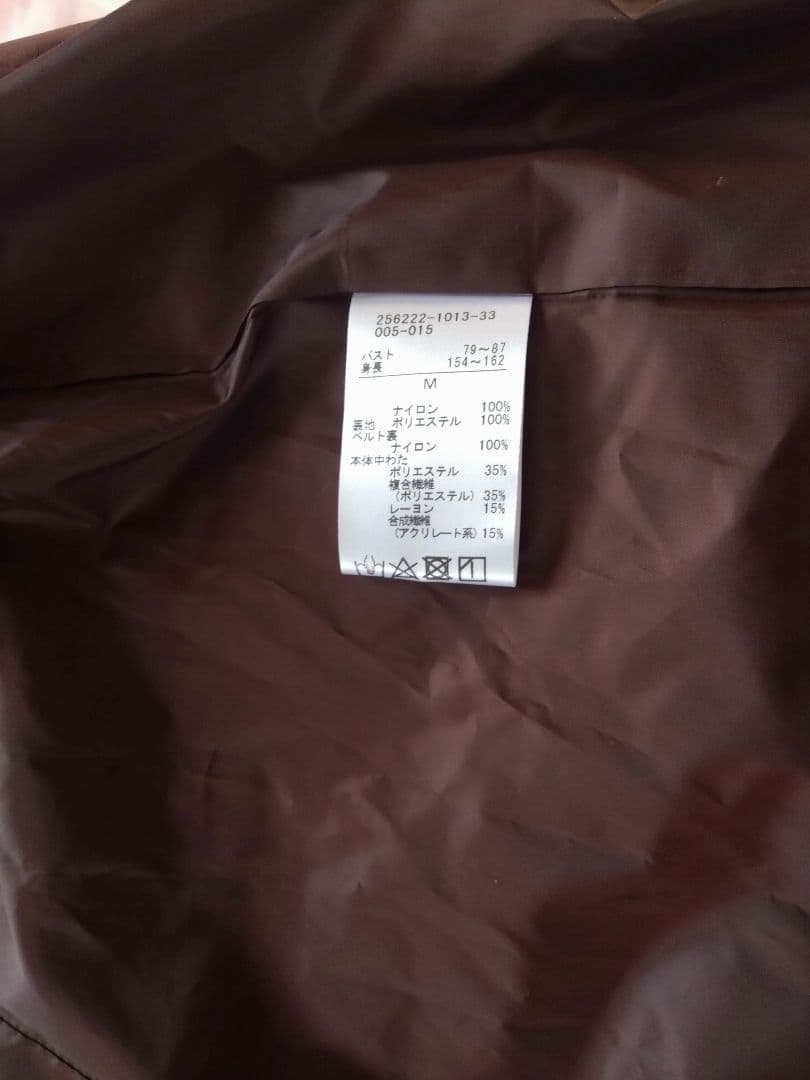 256222-1013-33
005-015
バスト 79～87
身長 154～162
M
ナイロン 100%
裏地 ポリエステル 100%
ベルト裏
ナイロン 100%
本体中わた
ポリエステル 35%
複合繊維
(ポリエステル) 35%
レーヨン 15%
合成繊維
(アクリレート系) 15%